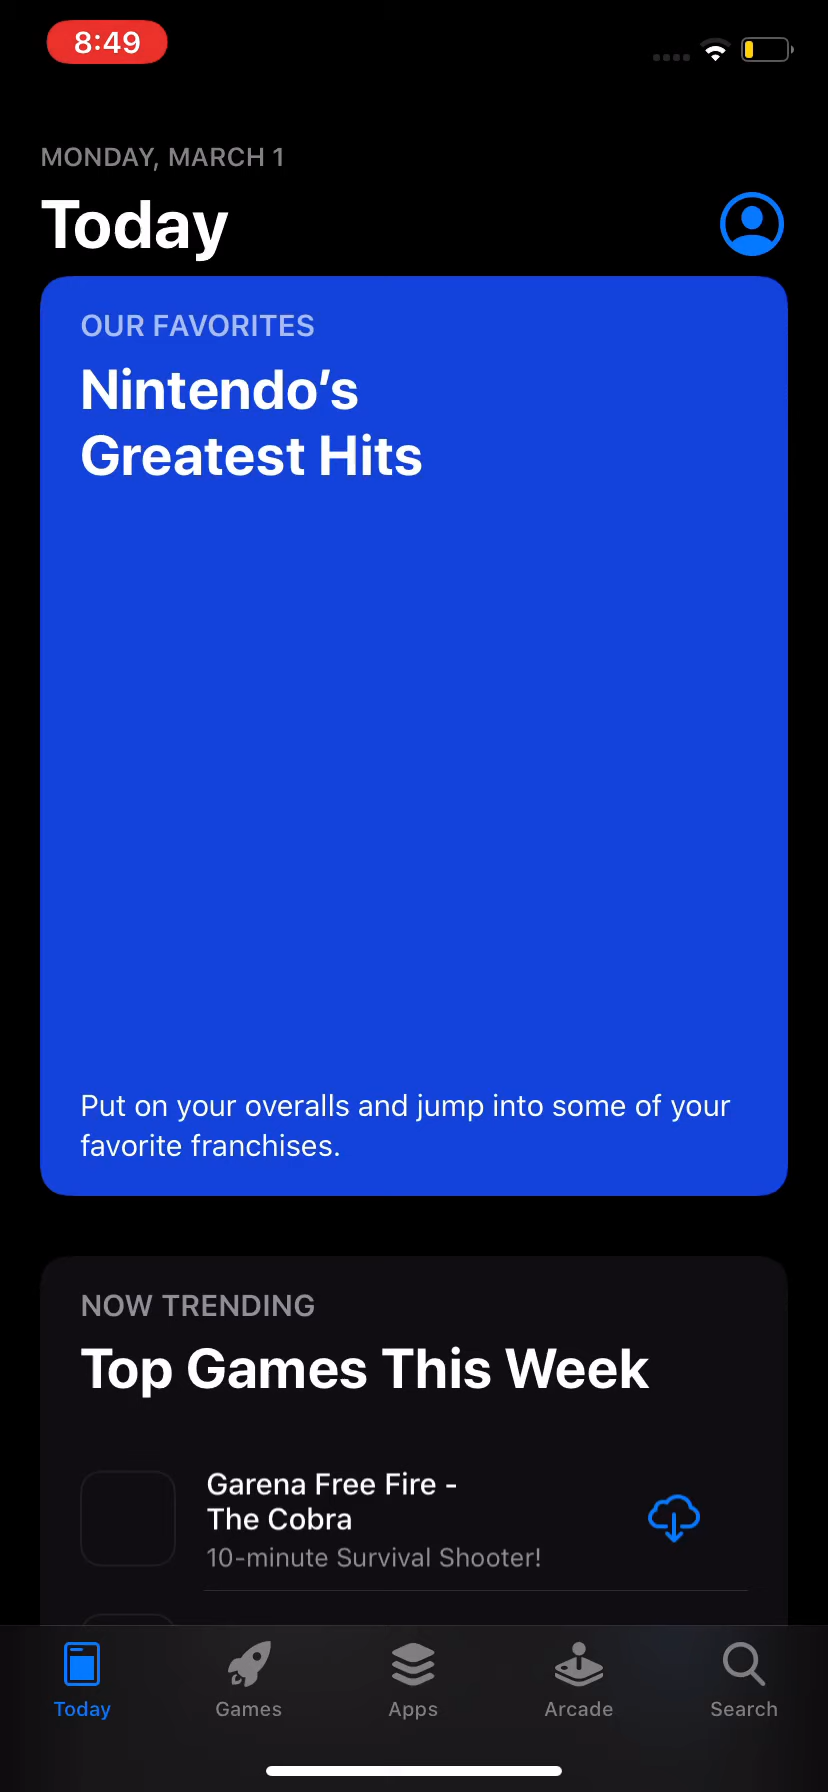 8:49
MONDAY, MARCH 1
Today
OUR FAVORITES
Nintendo’s
Greatest Hits
Put on your overalls and jump into some of your
favorite franchises.
NOW TRENDING
Top Games This Week
Garena Free Fire -
The Cobra
10-minute Survival Shooter!
Today
Games
Apps
Arcade
Search